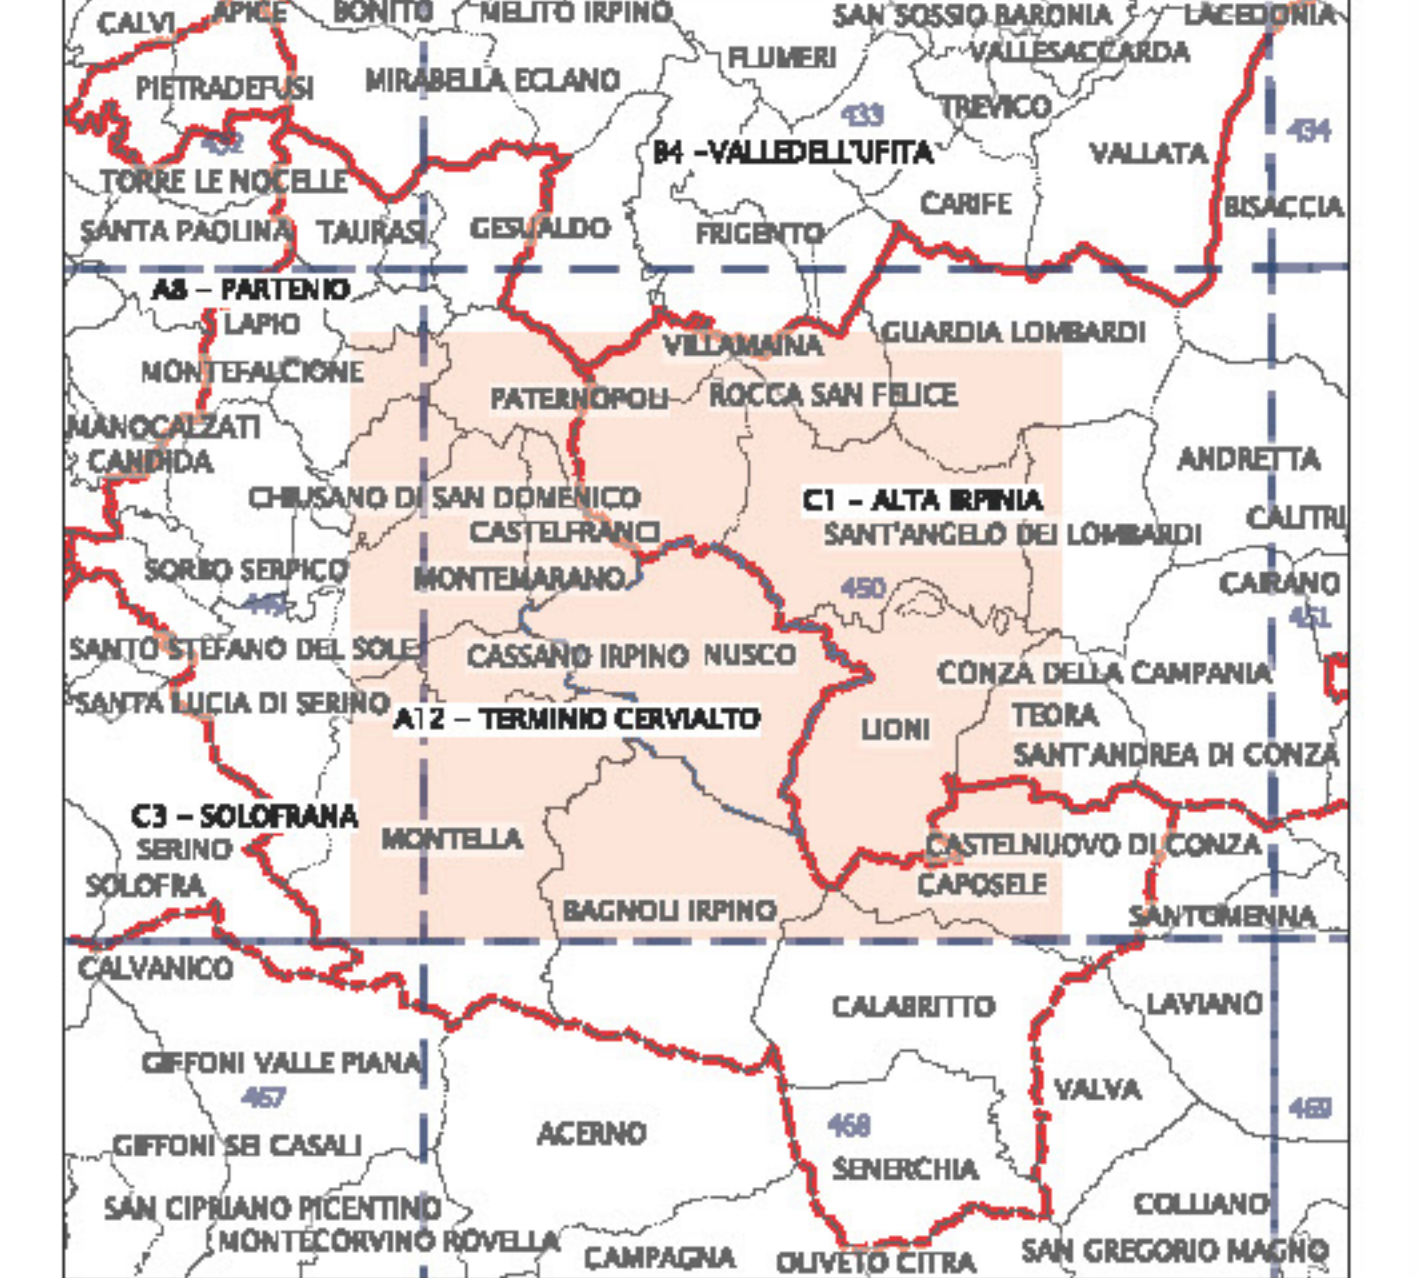 APICE
BONITO
MELITO IRPINO
SAN SOSSIO BARONIA
LACEDONIA
CALVI
FLUMERI
VALLESACCARDA
PIETRADEFUSI
MIRABELLA ECLANO
TREVICO
433
434
432
B4 -VALLEDELL'UFITA
VALLATA
TORRE LE NOCELLE
CARIFE
BISACCIA
SANTA PAOLINA
TAURASI
GESUALDO
FRIGENTO
A8 - PARTENIO
LAPIO
VILLAMAINA
GUARDIA LOMBARDI
MONTEFALCIONE
PATERNOPOLI
ROCCA SAN FELICE
MANOCALZATI
CANDIDA
ANDRETTA
CHIUSANO DI SAN DOMENICO
C1 - ALTA IRPINIA
CALITRI
CASTELFRANCI
SANT'ANGELO DEI LOMBARDI
SORBO SERPICO
MONTEMARANO
450
CAIRANO
449
451
SANTO STEFANO DEL SOLE
CASSANO IRPINO
NUSCO
CONZA DELLA CAMPANIA
SANTA LUCIA DI SERINO
A12 - TERMINIO CERVIALTO
LIONI
TEORA
SANT'ANDREA DI CONZA
C3 - SOLOFRANA
SERINO
MONTELLA
CASTELNUOVO DI CONZA
SOLOFRA
CAPOSELE
BAGNOLI IRPINO
SANTOMENNA
CALVANICO
CALABRITTO
LAVIANO
GIFFONI VALLE PIANA
467
VALVA
468
469
GIFFONI SEI CASALI
ACERNO
SENERCHIA
SAN CIPRIANO PICENTINO
COLLIANO
MONTECORVINO ROVELLA
CAMPAGNA
OLIVETO CITRA
SAN GREGORIO MAGNO